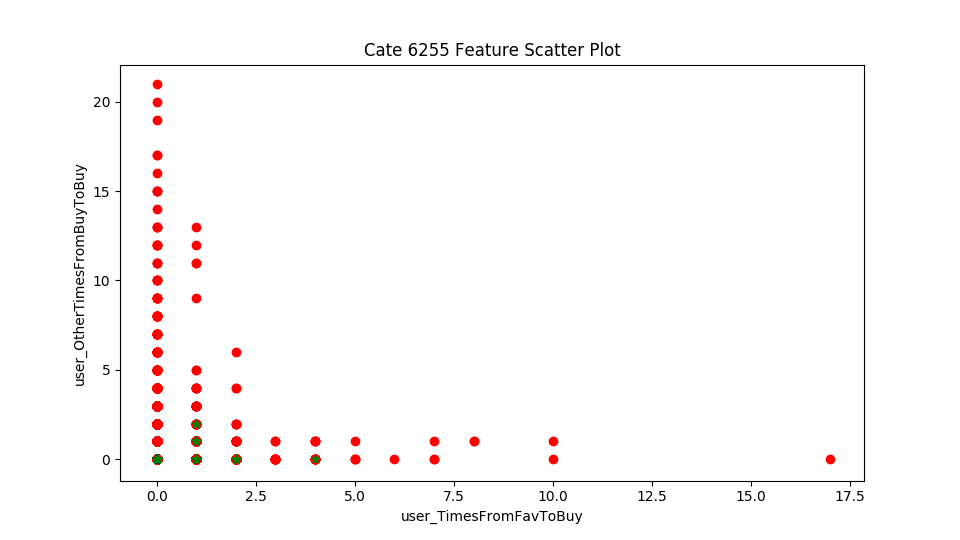 Cate 6255 Feature Scatter Plot
user_OtherTimesFromBuyToBuy
20
15
10
5
0
0.0 2.5 5.0 7.5 10.0 12.5 15.0 17.5
user_TimesFromFavToBuy